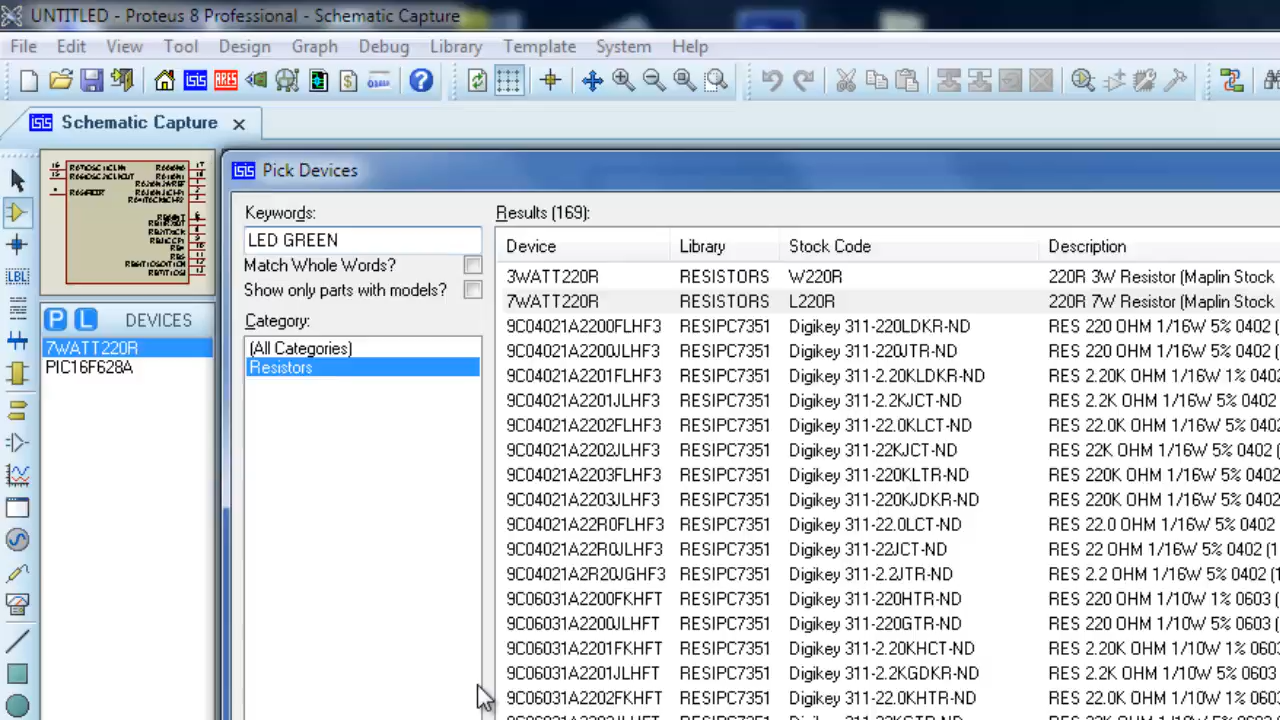 UNTITLED - Proteus 8 Professional - Schematic Capture
File Edit View Tool Design Graph Debug Library Template System Help
isis ARES $ ?
isis Schematic Capture
isis Pick Devices
Keywords:
LED GREEN
Match Whole Words?
Show only parts with models?
Category:
(All Categories)
Resistors
LBL
P L DEVICES
7WATT220R
PIC16F628A
Results (169):
Device Library Stock Code Description
3WATT220R RESISTORS W220R 220R 3W Resistor (Maplin Stock
7WATT220R RESISTORS L220R 220R 7W Resistor (Maplin Stock
9C04021A2200FLHF3 RESIPC7351 Digikey 311-220LDKR-ND RES 220 OHM 1/16W 5% 0402 (
9C04021A2200JLHF3 RESIPC7351 Digikey 311-220JTR-ND RES 220 OHM 1/16W 5% 0402 (
9C04021A2201FLHF3 RESIPC7351 Digikey 311-2.20KLDKR-ND RES 2.20K OHM 1/16W 1% 0402
9C04021A2201JLHF3 RESIPC7351 Digikey 311-2.2KJCT-ND RES 2.2K OHM 1/16W 5% 0402
9C04021A2202FLHF3 RESIPC7351 Digikey 311-22.0KLCT-ND RES 22.0K OHM 1/16W 5% 0402
9C04021A2202JLHF3 RESIPC7351 Digikey 311-22KJCT-ND RES 22K OHM 1/16W 5% 0402 (
9C04021A2203FLHF3 RESIPC7351 Digikey 311-220KLTR-ND RES 220K OHM 1/16W 5% 0402
9C04021A2203JLHF3 RESIPC7351 Digikey 311-220KJDKR-ND RES 220K OHM 1/16W 5% 0402
9C04021A22R0FLHF3 RESIPC7351 Digikey 311-22.0LCT-ND RES 22.0 OHM 1/16W 5% 0402
9C04021A22R0JLHF3 RESIPC7351 Digikey 311-22JCT-ND RES 22 OHM 1/16W 5% 0402 (1
9C04021A2R20JGHF3 RESIPC7351 Digikey 311-2.2JTR-ND RES 2.2 OHM 1/16W 5% 0402 (1
9C06031A2200FKHFT RESIPC7351 Digikey 311-220HTR-ND RES 220 OHM 1/10W 1% 0603 (
9C06031A2200JLHFT RESIPC7351 Digikey 311-220GTR-ND RES 220 OHM 1/10W 5% 0603 (
9C06031A2201FKHFT RESIPC7351 Digikey 311-2.20KHCT-ND RES 2.20K OHM 1/10W 1% 0603
9C06031A2201JLHFT RESIPC7351 Digikey 311-2.2KGDKR-ND RES 2.2K OHM 1/10W 5% 0603
9C06031A2202FKHFT RESIPC7351 Digikey 311-22.0KHTR-ND RES 22.0K OHM 1/10W 1% 0603